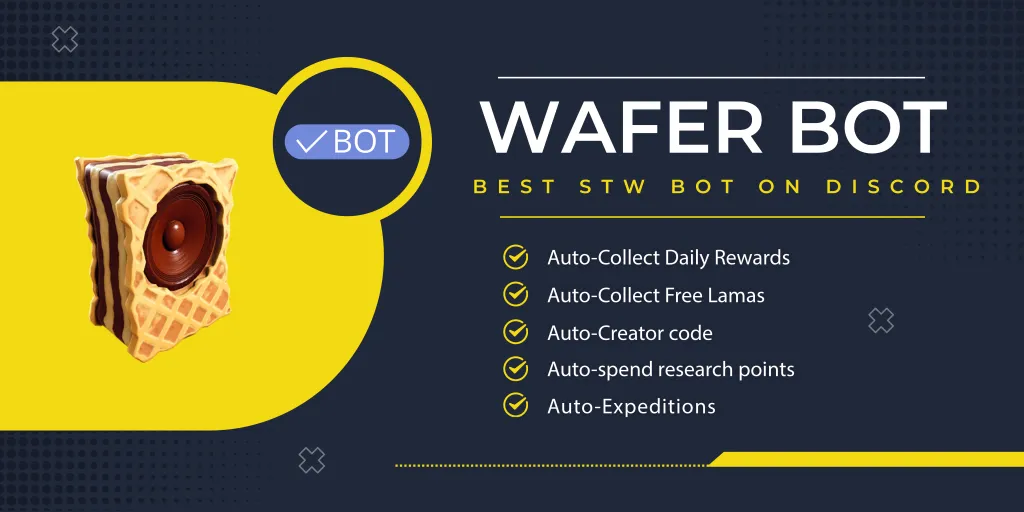 BOT
WAFER BOT
BEST STW BOT ON DISCORD
Auto-Collect Daily Rewards
Auto-Collect Free Lamas
Auto-Creator code
Auto-spend research points
Auto-Expeditions